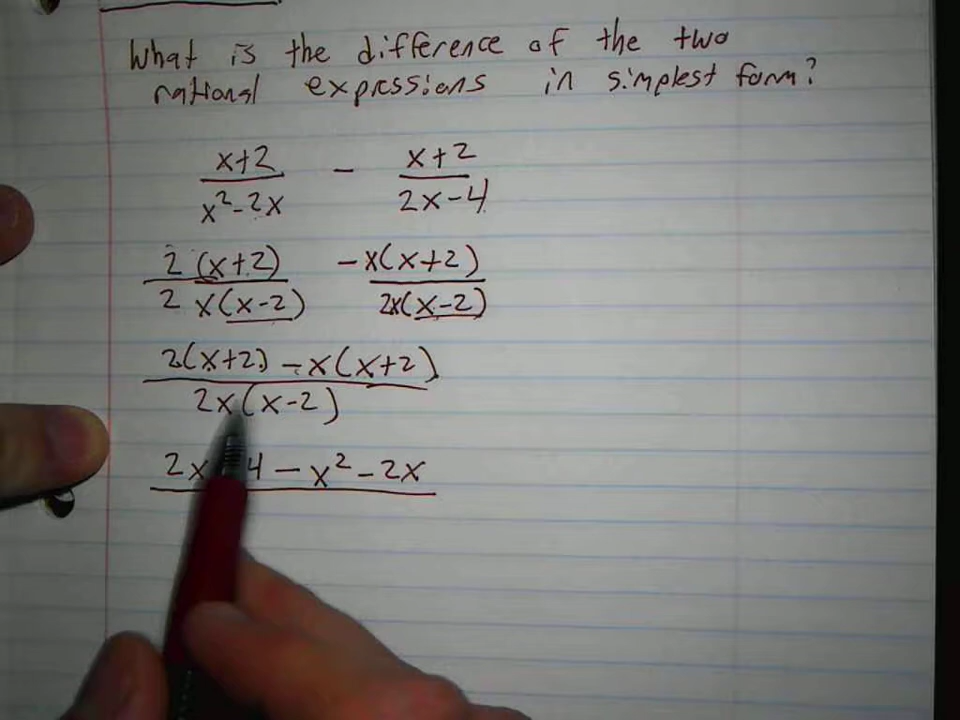 What is the difference of the two
rational expressions in simplest form?
x+2 / x²-2x - x+2 / 2x-4
2(x+2) / 2 x(x-2) -x(x+2) / 2x(x-2)
2(x+2) -x(x+2) / 2x(x-2)
2x 4 - x² - 2x